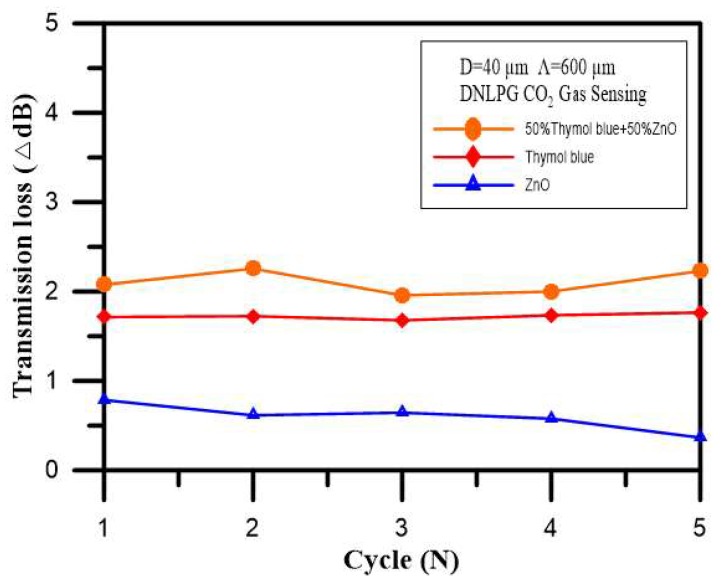 5
4
3
2
1
0
Transmission loss (△dB)
D=40 μm Λ=600 μm
DNLPG CO₂ Gas Sensing
50%Thymol blue+50%ZnO
Thymol blue
ZnO
1 2 3 4 5
Cycle (N)